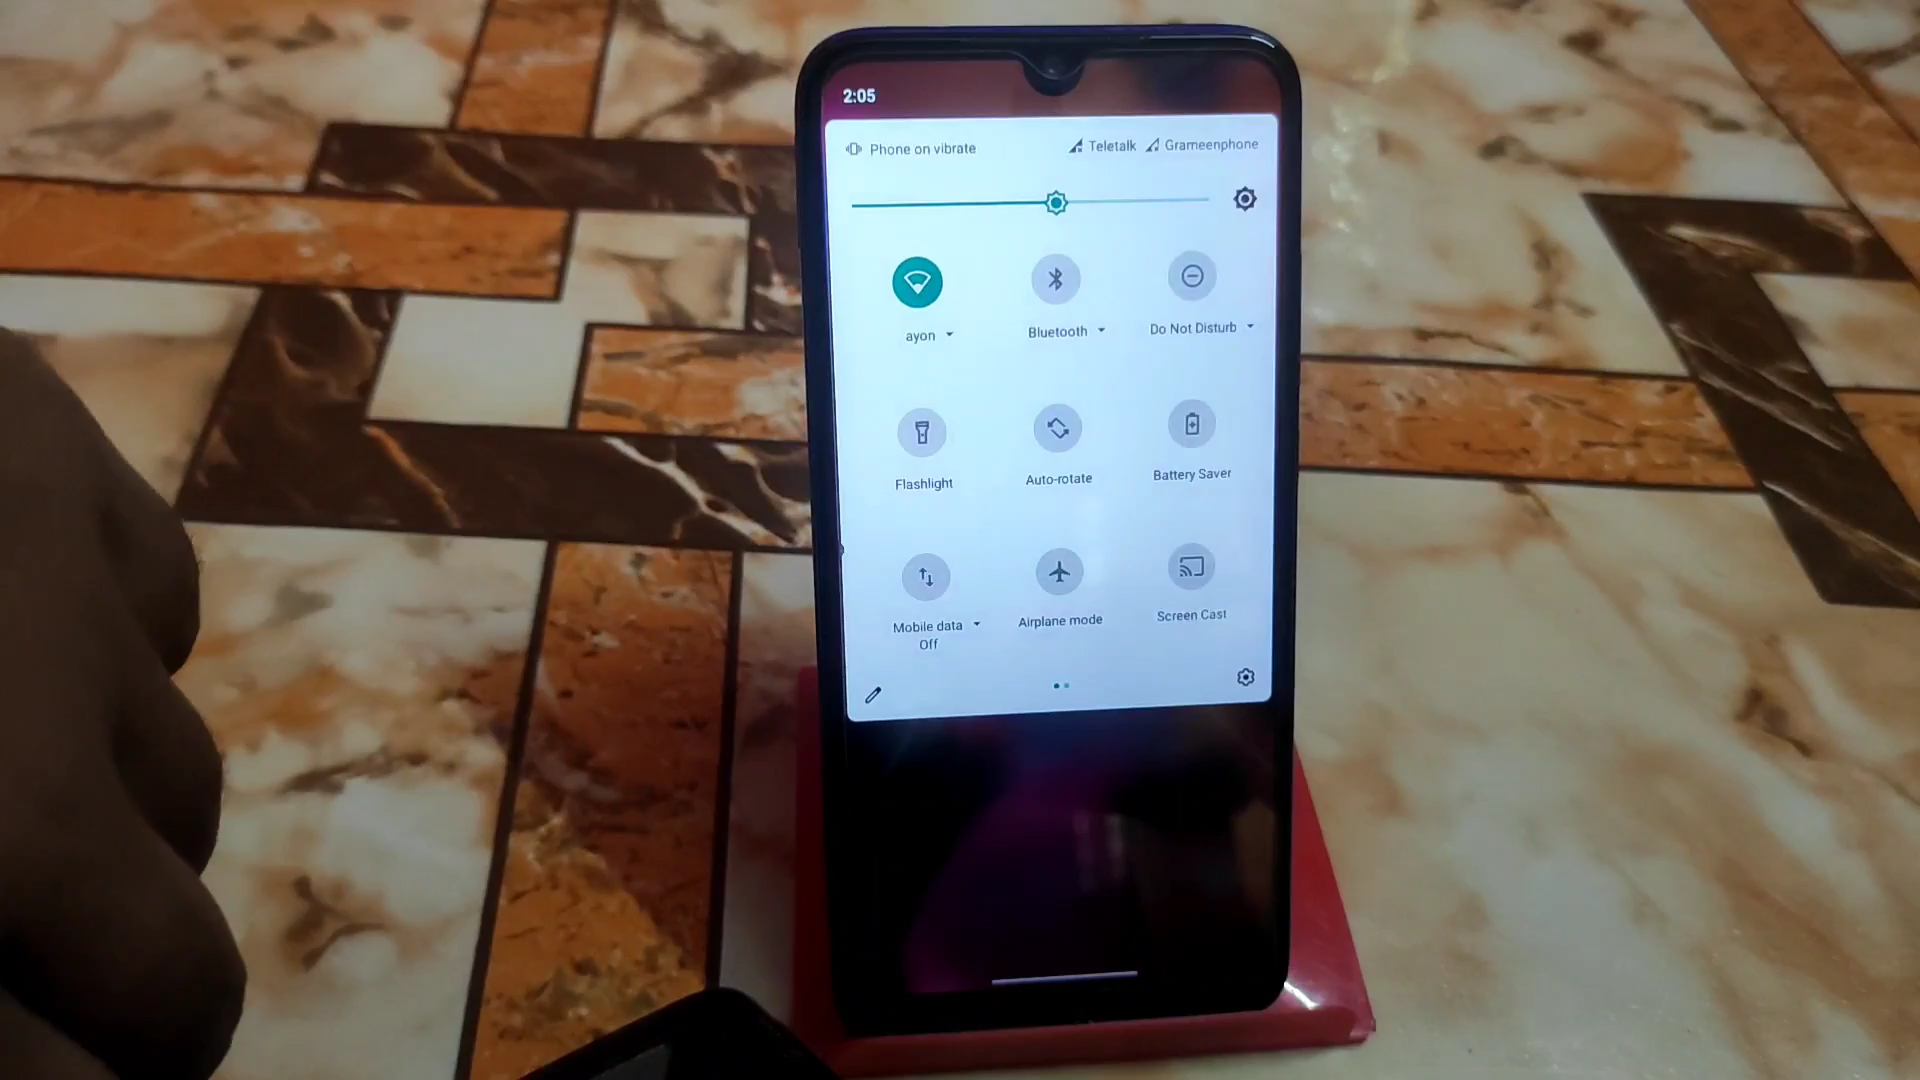 2:05
Phone on vibrate
Teletalk Grameenphone
ayon Bluetooth Do Not Disturb
Flashlight Auto-rotate Battery Saver
Mobile data Airplane mode Screen Cast
Off